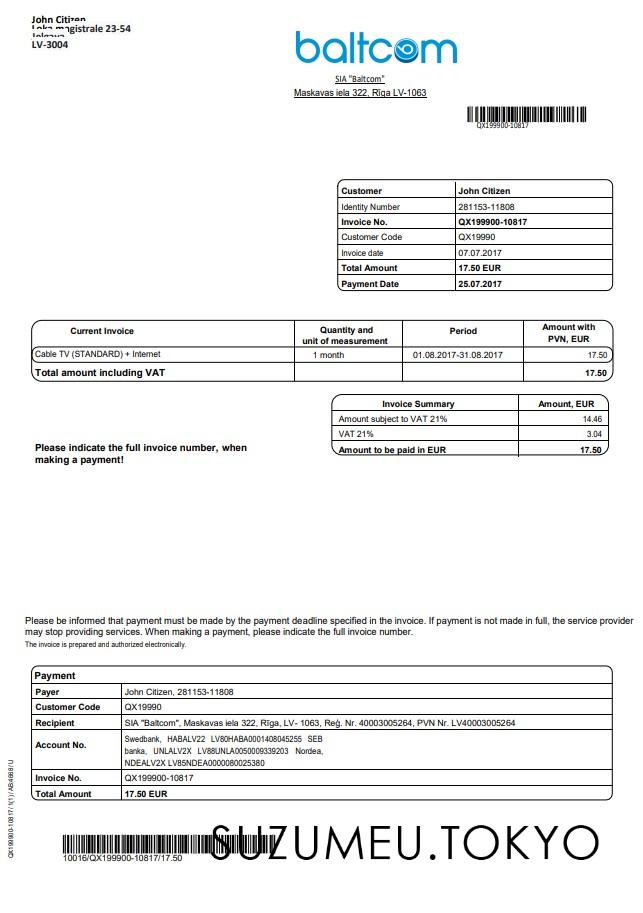 John Citizen
Loka magistrale 23-54
Jelgava
LV-3004
baltcom
SIA "Baltcom"
Maskavas iela 322, Rīga LV-1063
QX199900-10817
Customer John Citizen
Identity Number 281153-11808
Invoice No. QX199900-10817
Customer Code QX19990
Invoice date 07.07.2017
Total Amount 17.50 EUR
Payment Date 25.07.2017
Current Invoice Quantity and unit of measurement Period Amount with PVN, EUR
Cable TV (STANDARD) + Internet 1 month 01.08.2017-31.08.2017 17.50
Total amount including VAT 17.50
Invoice Summary Amount, EUR
Amount subject to VAT 21% 14.46
VAT 21% 3.04
Amount to be paid in EUR 17.50
Please indicate the full invoice number, when
making a payment!
Please be informed that payment must be made by the payment deadline specified in the invoice. If payment is not made in full, the service provider
may stop providing services. When making a payment, please indicate the full invoice number.
The invoice is prepared and authorized electronically.
Payment
Payer John Citizen, 281153-11808
Customer Code QX19990
Recipient SIA "Baltcom", Maskavas iela 322, Rīga, LV- 1063, Reģ. Nr. 40003005264, PVN Nr. LV40003005264
Account No. Swedbank, HABALV22 LV80HABA0001408045255 SEB
banka, UNLALV2X LV88UNLA0050009339203 Nordea,
NDEALV2X LV85NDEA0000080025380
Invoice No. QX199900-10817
Total Amount 17.50 EUR
QX199900-10817/ 1(1) / AB4668/ U
10016/QX199900-10817/17.50
SUZUMEU.TOKYO